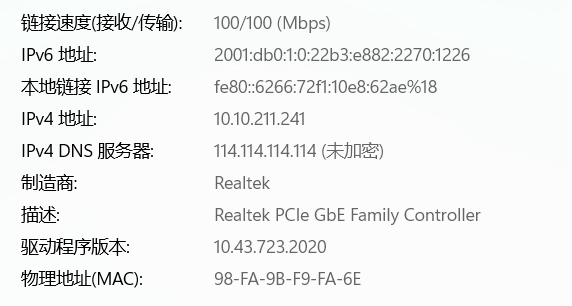 链接速度(接收/传输): 100/100 (Mbps)
IPv6 地址: 2001:db0:1:0:22b3:e882:2270:1226
本地链接 IPv6 地址: fe80::6266:72f1:10e8:62ae%18
IPv4 地址: 10.10.211.241
IPv4 DNS 服务器: 114.114.114.114 (未加密)
制造商: Realtek
描述: Realtek PCIe GbE Family Controller
驱动程序版本: 10.43.723.2020
物理地址(MAC): 98-FA-9B-F9-FA-6E